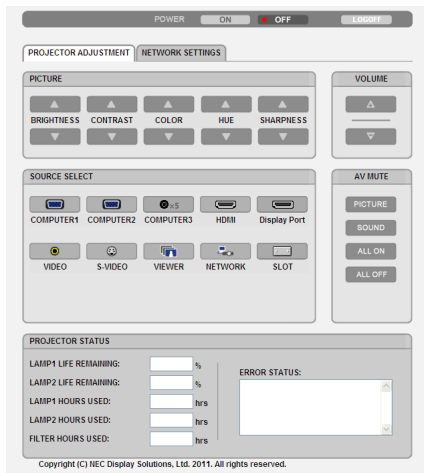 POWER ON OFF LOGOFF
PROJECTOR ADJUSTMENT NETWORK SETTINGS
PICTURE VOLUME
BRIGHTNESS CONTRAST COLOR HUE SHARPNESS
SOURCE SELECT AV MUTE
×5 PICTURE
COMPUTER1 COMPUTER2 COMPUTER3 HDMI Display Port
SOUND
ALL ON
VIDEO S-VIDEO VIEWER NETWORK SLOT
ALL OFF
PROJECTOR STATUS
LAMP1 LIFE REMAINING: %
ERROR STATUS:
LAMP2 LIFE REMAINING: %
LAMP1 HOURS USED: hrs
LAMP2 HOURS USED: hrs
FILTER HOURS USED: hrs
Copyright (C) NEC Display Solutions, Ltd. 2011. All rights reserved.